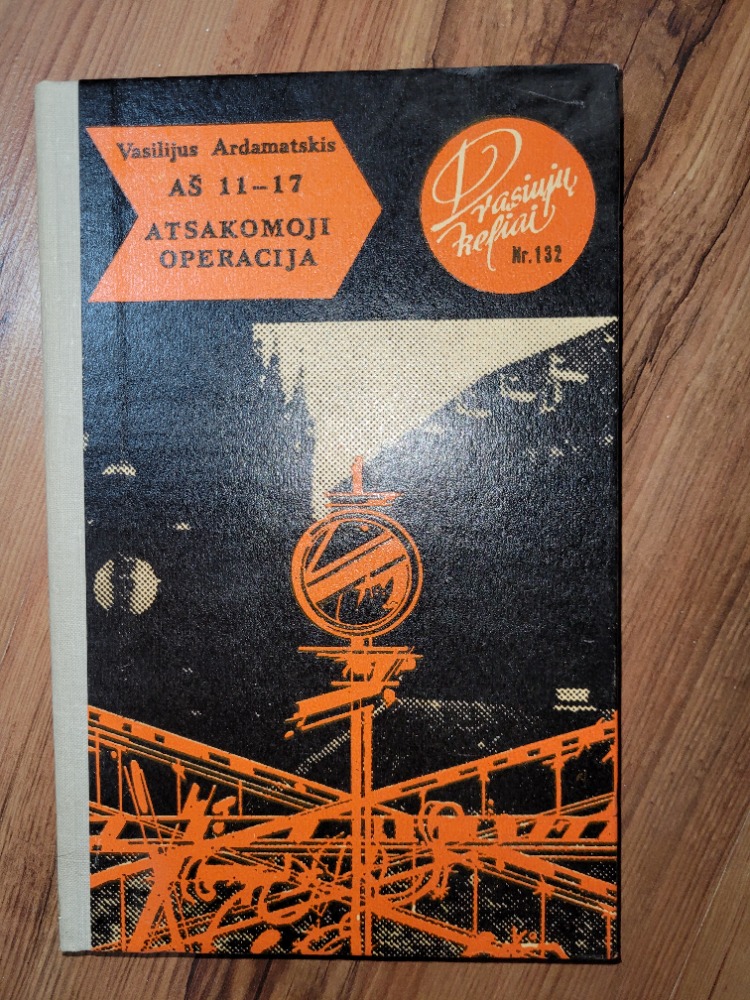 Vasilijus Ardamatskis
AŠ 11-17
ATSAKOMOJI
OPERACIJA
Drąsiųjų
keliai
Nr.132